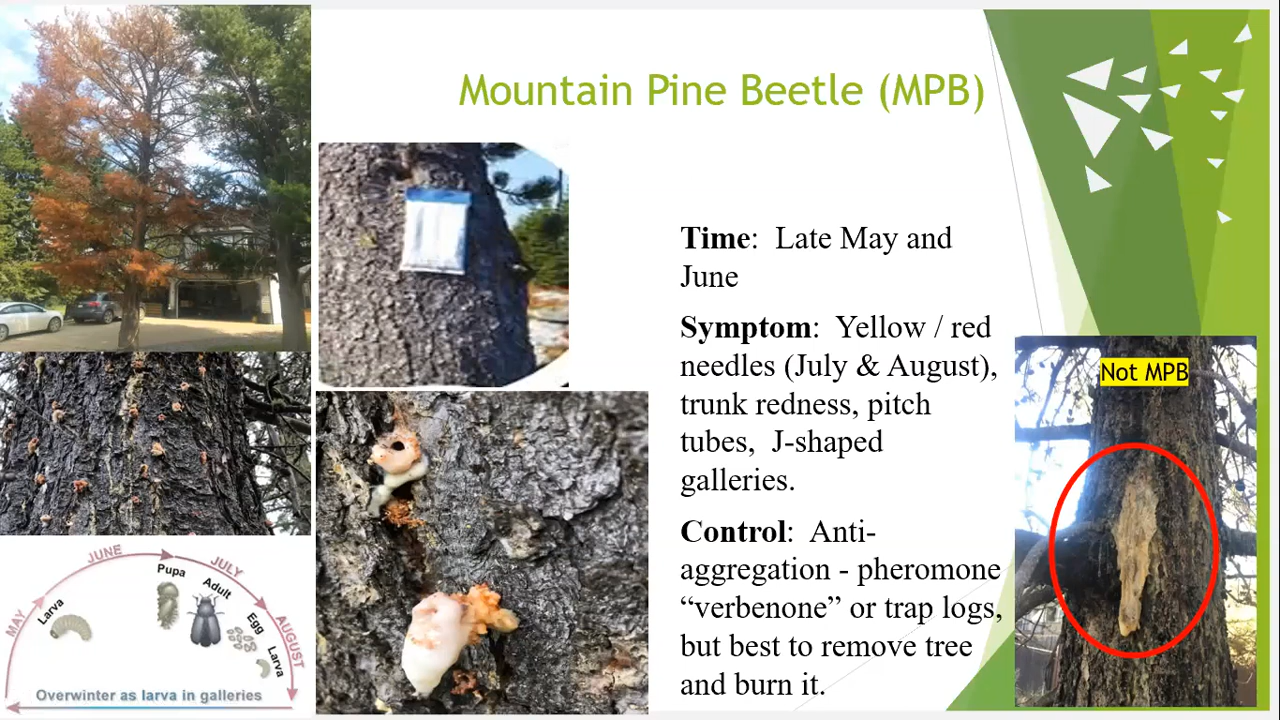 Mountain Pine Beetle (MPB)
Time:  Late May and
June
Symptom:  Yellow / red
needles (July & August),
trunk redness, pitch
tubes,  J-shaped
galleries.
Control:  Anti-
aggregation - pheromone
“verbenone” or trap logs,
but best to remove tree
and burn it.
Not MPB
MAY
JUNE
JULY
AUGUST
Larva
Pupa
Adult
Egg
Larva
Overwinter as larva in galleries